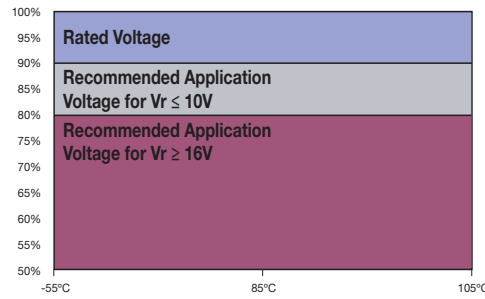 100%
95%
90%
85%
80%
75%
70%
65%
60%
55%
50%
Rated Voltage
Recommended Application
Voltage for Vr ≤ 10V
Recommended Application
Voltage for Vr ≥ 16V
-55ºC
85ºC
105ºC